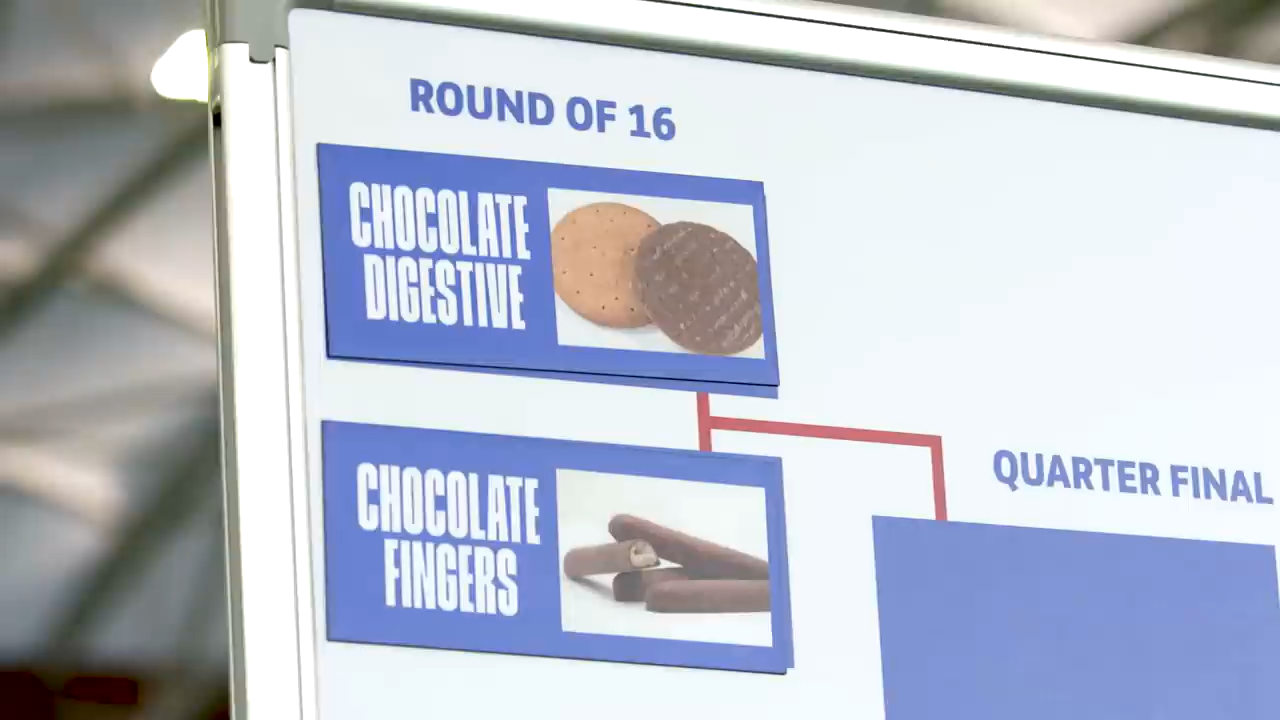 ROUND OF 16
CHOCOLATE
DIGESTIVE
CHOCOLATE
FINGERS
QUARTER FINAL